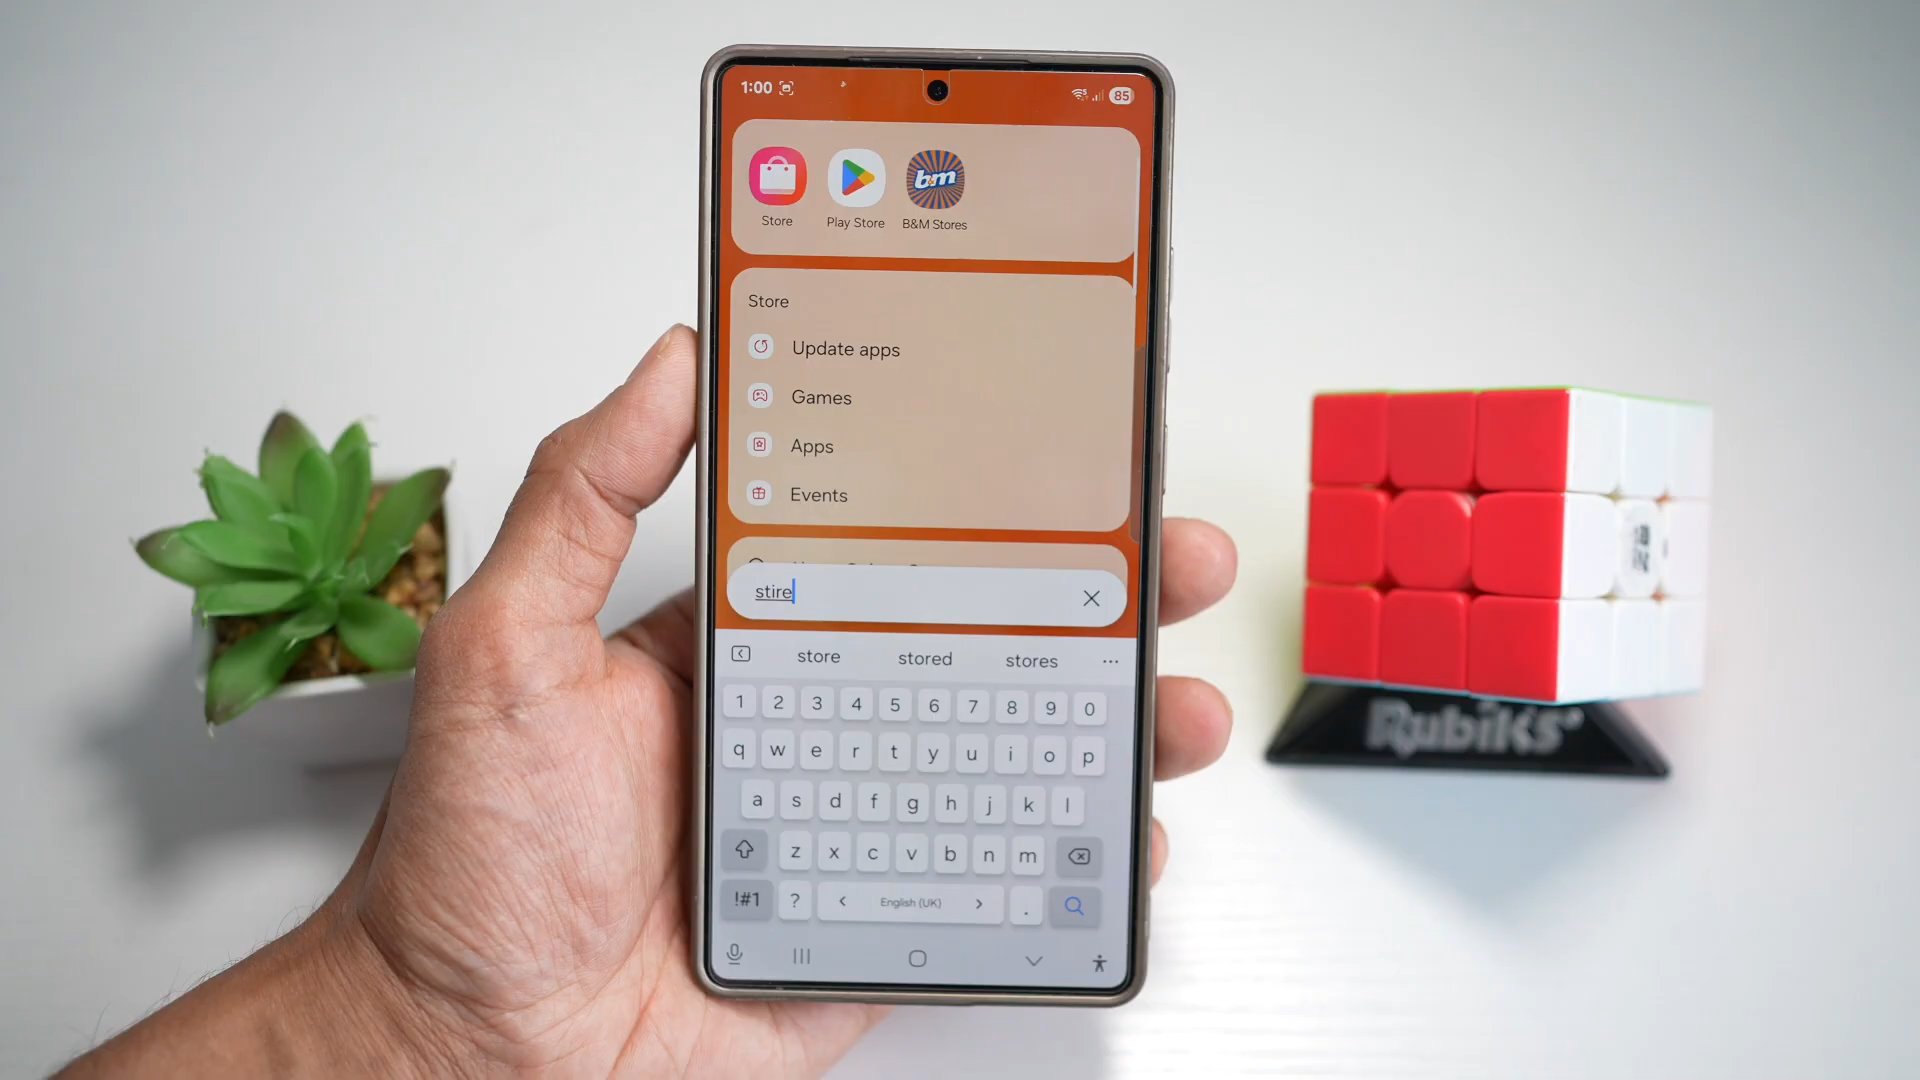 1:00 85
bm
Store Play Store B&M Stores
Store
Update apps
Games
Apps
Events
stire
store stored stores ...
1 2 3 4 5 6 7 8 9 0
q w e r t y u i o p
a s d f g h j k l
z x c v b n m
!#1 ? < English (UK) > .
RubiKs